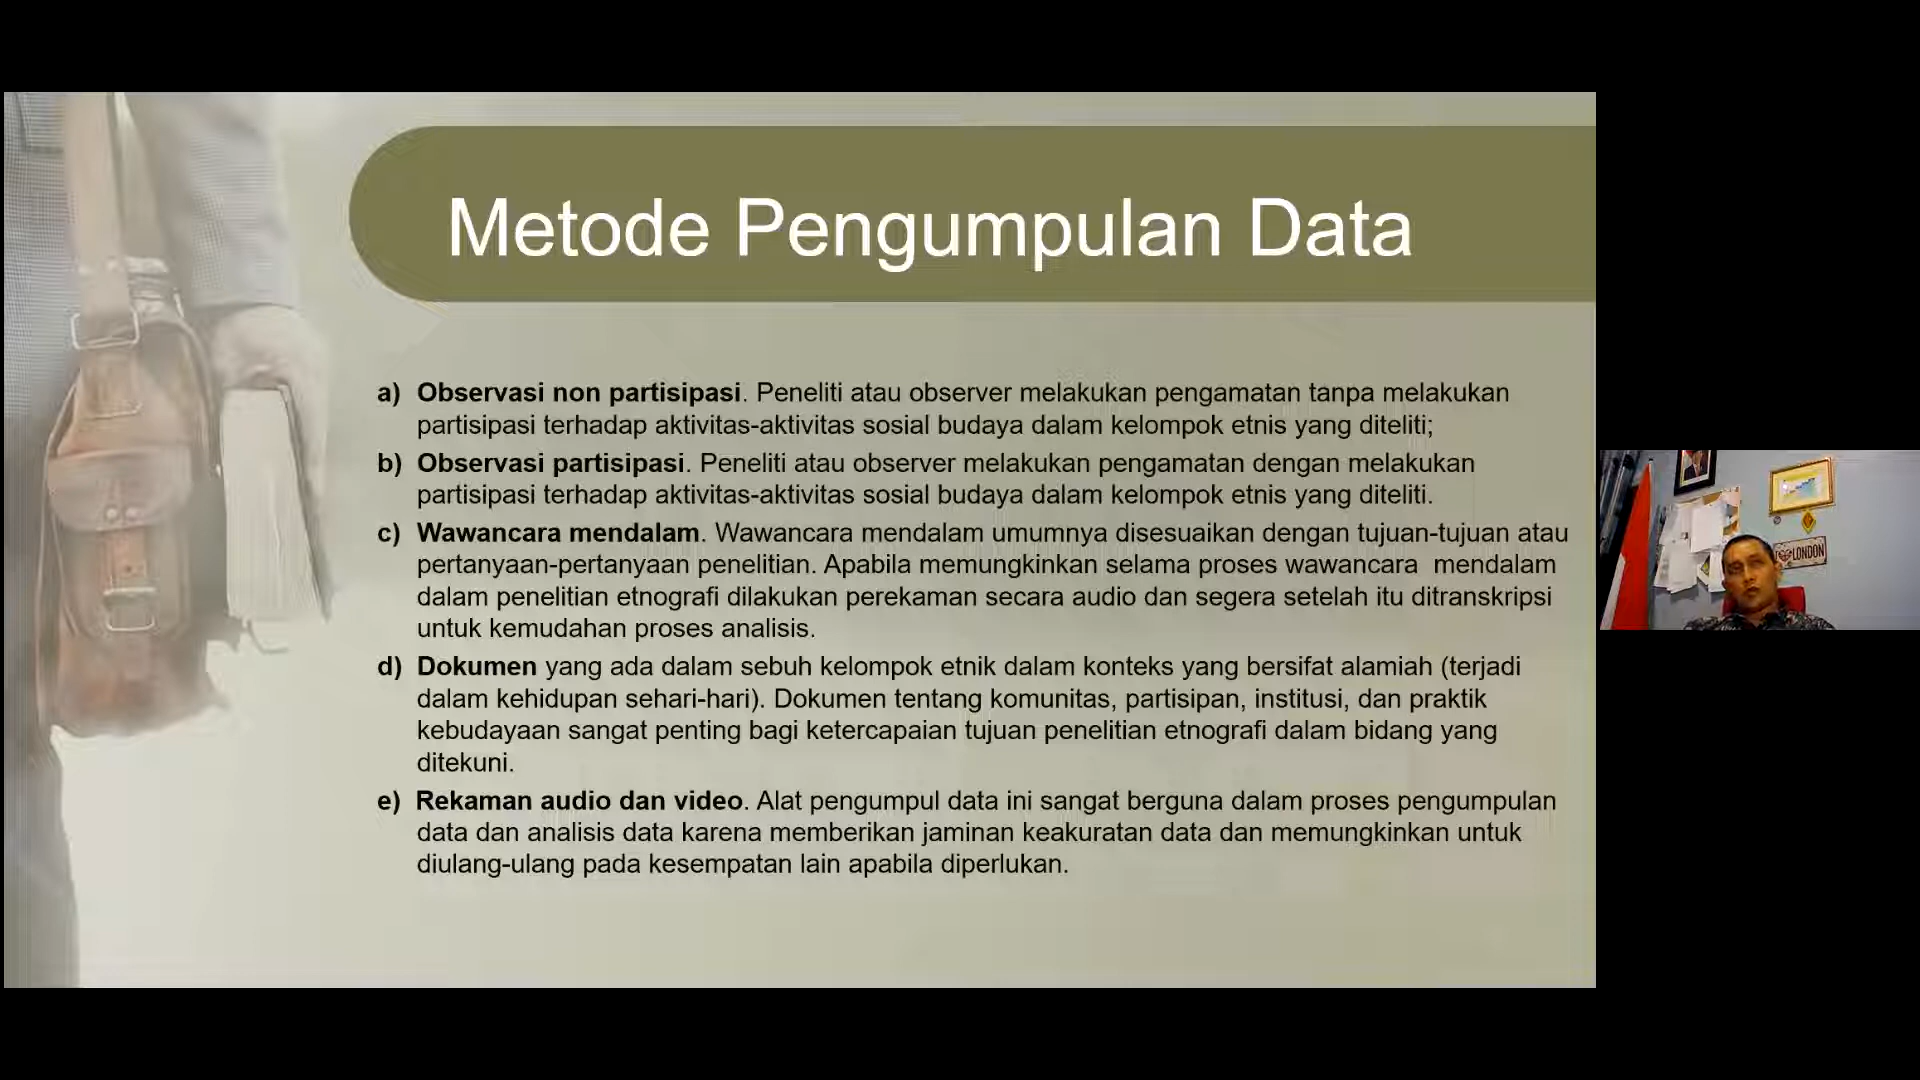 Metode Pengumpulan Data
a) Observasi non partisipasi. Peneliti atau observer melakukan pengamatan tanpa melakukan
partisipasi terhadap aktivitas-aktivitas sosial budaya dalam kelompok etnis yang diteliti;
b) Observasi partisipasi. Peneliti atau observer melakukan pengamatan dengan melakukan
partisipasi terhadap aktivitas-aktivitas sosial budaya dalam kelompok etnis yang diteliti.
c) Wawancara mendalam. Wawancara mendalam umumnya disesuaikan dengan tujuan-tujuan atau
pertanyaan-pertanyaan penelitian. Apabila memungkinkan selama proses wawancara mendalam
dalam penelitian etnografi dilakukan perekaman secara audio dan segera setelah itu ditranskripsi
untuk kemudahan proses analisis.
d) Dokumen yang ada dalam sebuh kelompok etnik dalam konteks yang bersifat alamiah (terjadi
dalam kehidupan sehari-hari). Dokumen tentang komunitas, partisipan, institusi, dan praktik
kebudayaan sangat penting bagi ketercapaian tujuan penelitian etnografi dalam bidang yang
ditekuni.
e) Rekaman audio dan video. Alat pengumpul data ini sangat berguna dalam proses pengumpulan
data dan analisis data karena memberikan jaminan keakuratan data dan memungkinkan untuk
diulang-ulang pada kesempatan lain apabila diperlukan.
LONDON